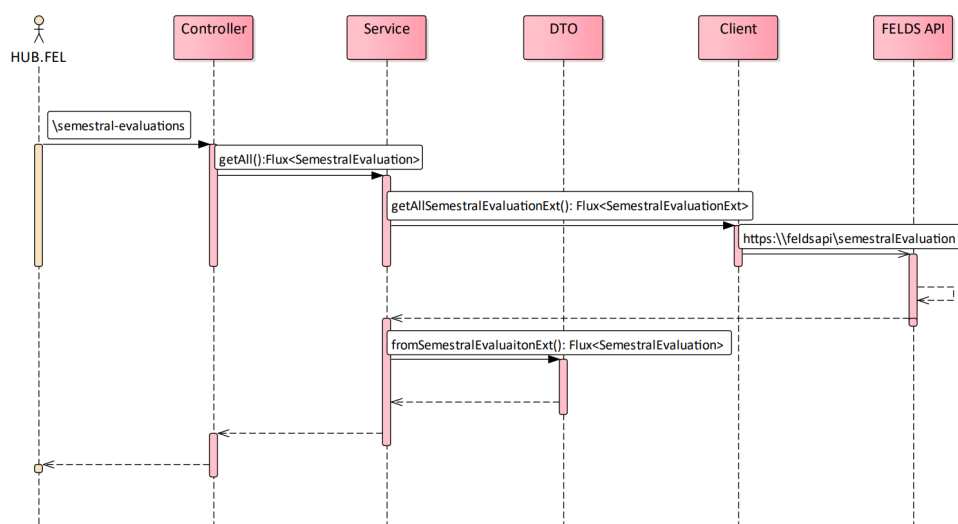 HUB.FEL
Controller
Service
DTO
Client
FELDS API
\semestral-evaluations
getAll():Flux<SemestralEvaluation>
getAllSemestralEvaluationExt(): Flux<SemestralEvaluationExt>
https:\\feldsapi\semestralEvaluation
fromSemestralEvaluaitonExt(): Flux<SemestralEvaluation>